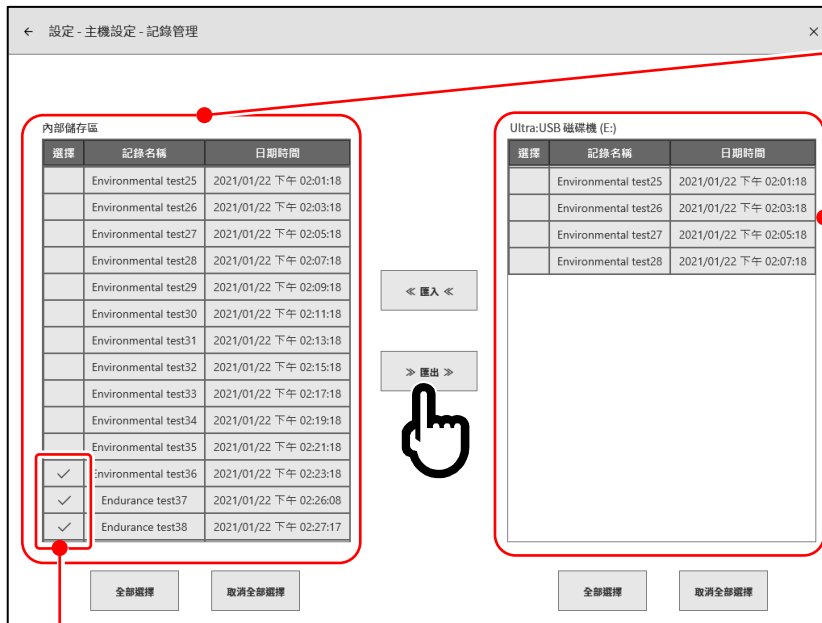 ← 設定 - 主機設定 - 記錄管理 ×
內部儲存區
選擇 記錄名稱 日期時間
Environmental test25 2021/01/22 下午 02:01:18
Environmental test26 2021/01/22 下午 02:03:18
Environmental test27 2021/01/22 下午 02:05:18
Environmental test28 2021/01/22 下午 02:07:18
Environmental test29 2021/01/22 下午 02:09:18
Environmental test30 2021/01/22 下午 02:11:18
Environmental test31 2021/01/22 下午 02:13:18
Environmental test32 2021/01/22 下午 02:15:18
Environmental test33 2021/01/22 下午 02:17:18
Environmental test34 2021/01/22 下午 02:19:18
Environmental test35 2021/01/22 下午 02:21:18
✓ Environmental test36 2021/01/22 下午 02:23:18
✓ Endurance test37 2021/01/22 下午 02:26:08
✓ Endurance test38 2021/01/22 下午 02:27:17
全部選擇 取消全部選擇
≪ 匯入 ≪
≫ 匯出 ≫
Ultra:USB 磁碟機 (E:)
選擇 記錄名稱 日期時間
Environmental test25 2021/01/22 下午 02:01:18
Environmental test26 2021/01/22 下午 02:03:18
Environmental test27 2021/01/22 下午 02:05:18
Environmental test28 2021/01/22 下午 02:07:18
全部選擇 取消全部選擇